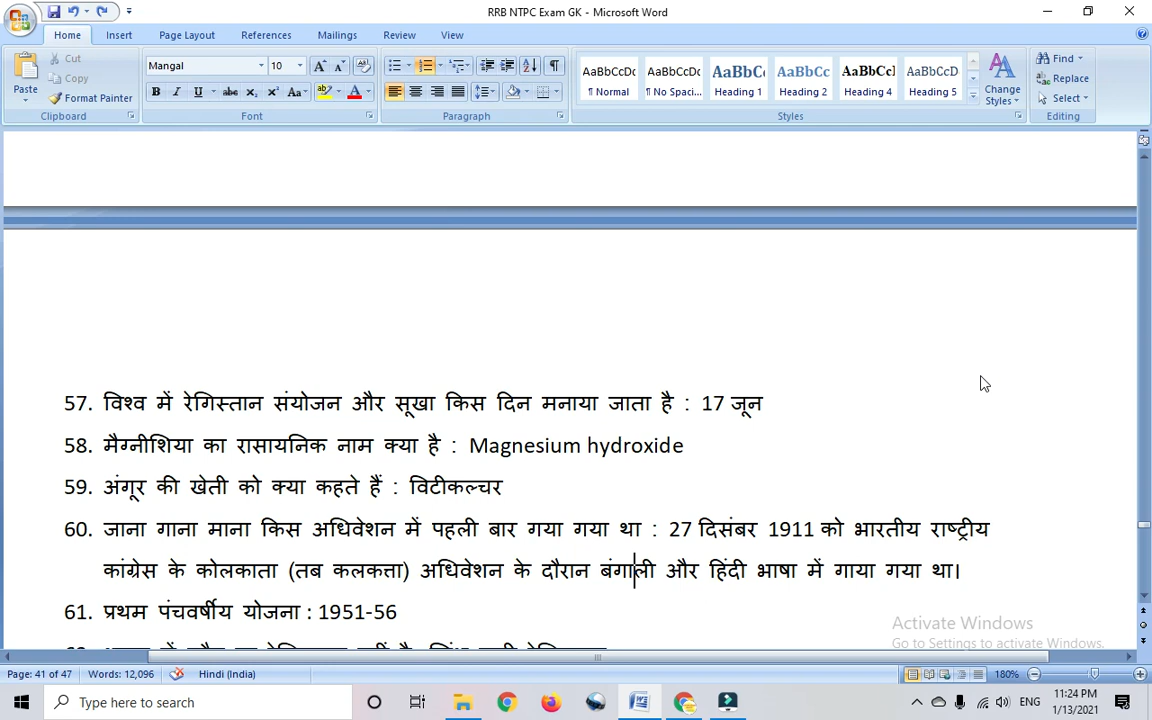 RRB NTPC Exam GK - Microsoft Word
Home Insert Page Layout References Mailings Review View
Paste Cut Copy Format Painter Clipboard
Mangal 10 Font
Paragraph
AaBbCcDc ¶ Normal AaBbCcDc ¶ No Spaci... AaBbC Heading 1 AaBbCc Heading 2 AaBbCcI Heading 4 AaBbCcD Heading 5 Styles
Change Styles
Find Replace Select Editing
57. विश्व में रेगिस्तान संयोजन और सूखा किस दिन मनाया जाता है : 17 जून
58. मैग्नीशिया का रासायनिक नाम क्या है : Magnesium hydroxide
59. अंगूर की खेती को क्या कहते हैं : विटीकल्चर
60. जाना गाना माना किस अधिवेशन में पहली बार गया गया था : 27 दिसंबर 1911 को भारतीय राष्ट्रीय
कांग्रेस के कोलकाता (तब कलकत्ता) अधिवेशन के दौरान बंगाली और हिंदी भाषा में गाया गया था।
61. प्रथम पंचवर्षीय योजना : 1951-56
Activate Windows
Go to Settings to activate Windows.
Page: 41 of 47 Words: 12,096 Hindi (India) 180%
Type here to search ENG 11:24 PM
1/13/2021